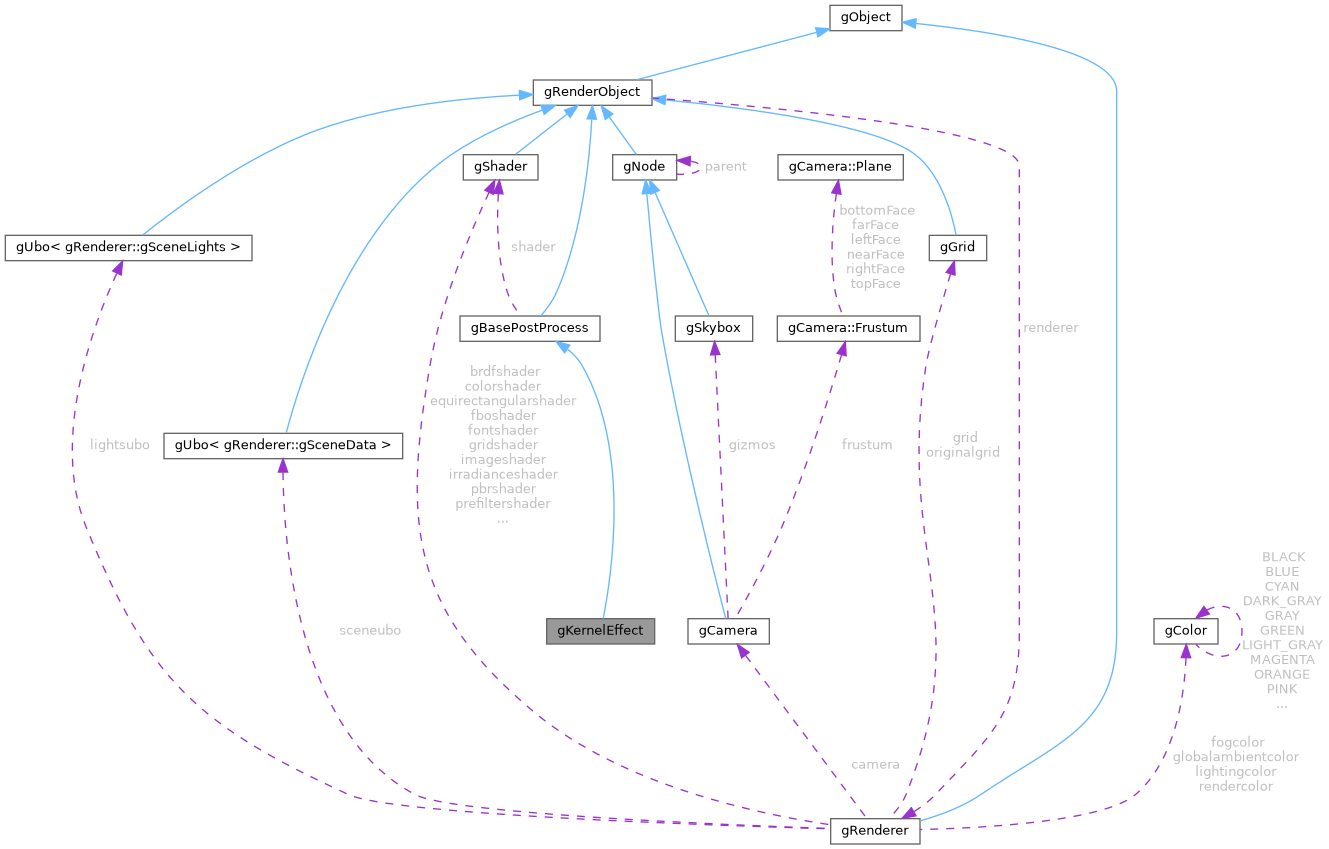 gObject
gRenderObject
gShader
gNode
parent
gCamera::Plane
bottomFace
farFace
leftFace
nearFace
rightFace
topFace
gUbo< gRenderer::gSceneLights >
shader
gGrid
gBasePostProcess
gSkybox
gCamera::Frustum
renderer
brdfshader
colorshader
equirectangularshader
fboshader
fontshader
gridshader
imageshader
irradianceshader
pbrshader
prefiltershader
...
lightsubo
gUbo< gRenderer::gSceneData >
gizmos
frustum
grid
originalgrid
sceneubo
gKernelEffect
gCamera
gColor
BLACK
BLUE
CYAN
DARK_GRAY
GRAY
GREEN
LIGHT_GRAY
MAGENTA
ORANGE
PINK
...
camera
fogcolor
globalambientcolor
lightingcolor
rendercolor
gRenderer